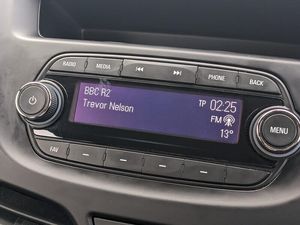 RADIO
MEDIA
PHONE
BACK
BBC R2
TP 02:25
Trevor Nelson
FM
13°
MENU
FAV